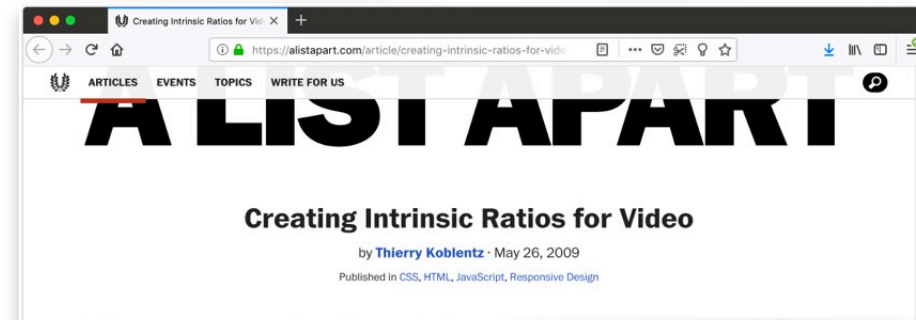 Creating Intrinsic Ratios for Vid
https://alistapart.com/article/creating-intrinsic-ratios-for-vide
ARTICLES EVENTS TOPICS WRITE FOR US
A LIST APART
Creating Intrinsic Ratios for Video
by Thierry Koblentz · May 26, 2009
Published in CSS, HTML, JavaScript, Responsive Design